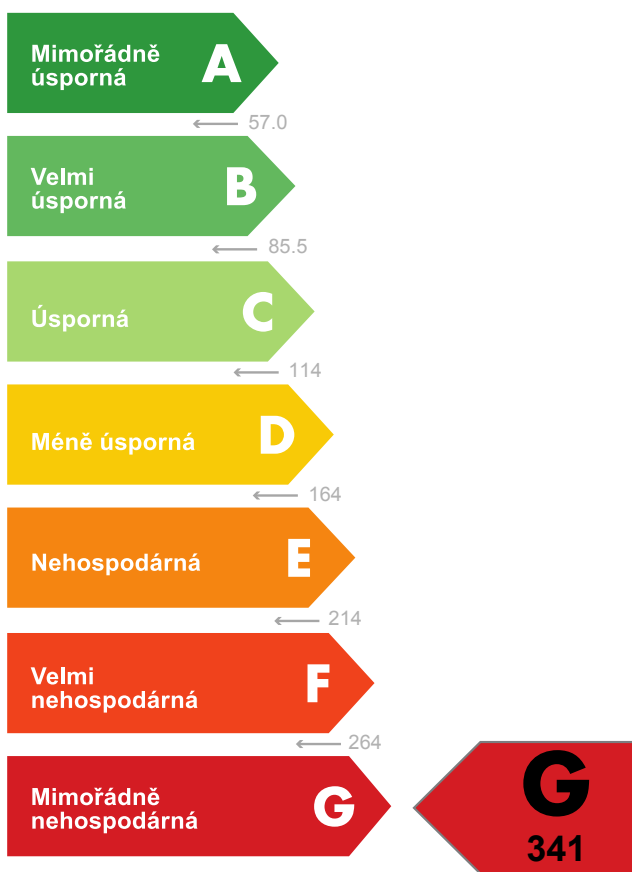 Mimořádně
úsporná
A
57.0
Velmi
úsporná
B
85.5
Úsporná
C
114
Méně úsporná
D
164
Nehospodárná
E
214
Velmi
nehospodárná
F
264
Mimořádně
nehospodárná
G
G
341